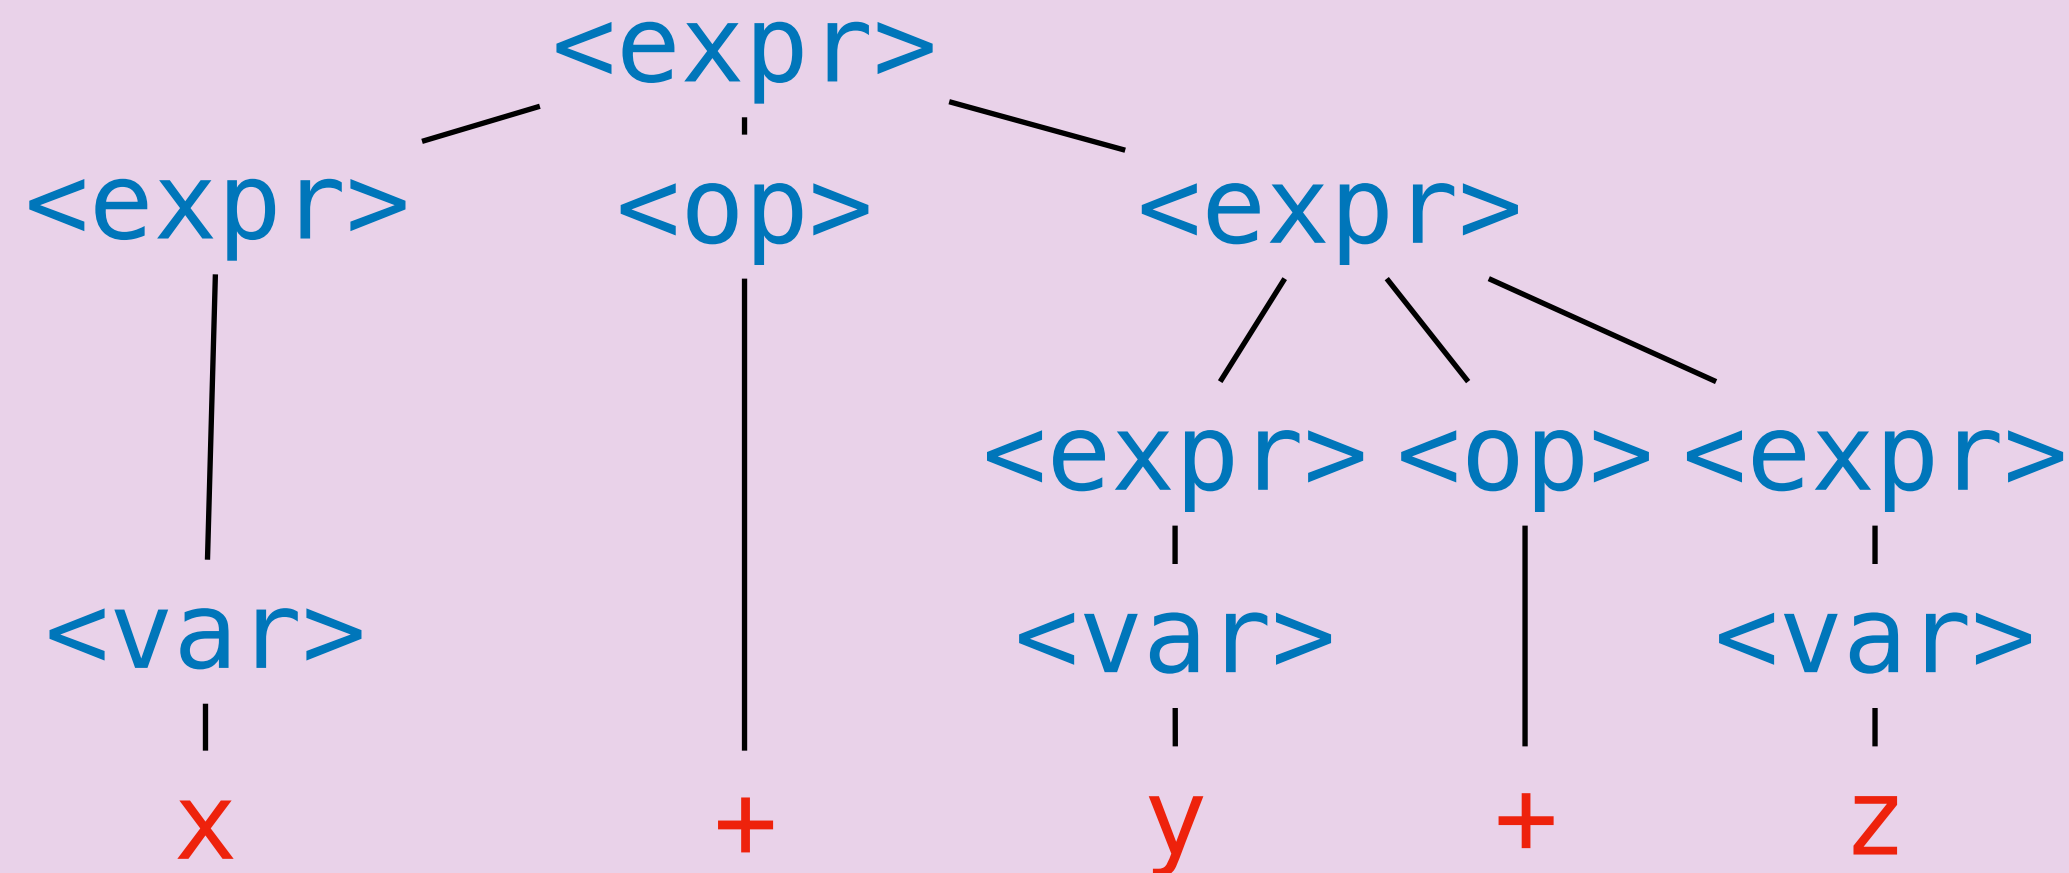 <expr>
<expr> <op> <expr>
<expr> <op> <expr>
<var> <var> <var>
x + y + z